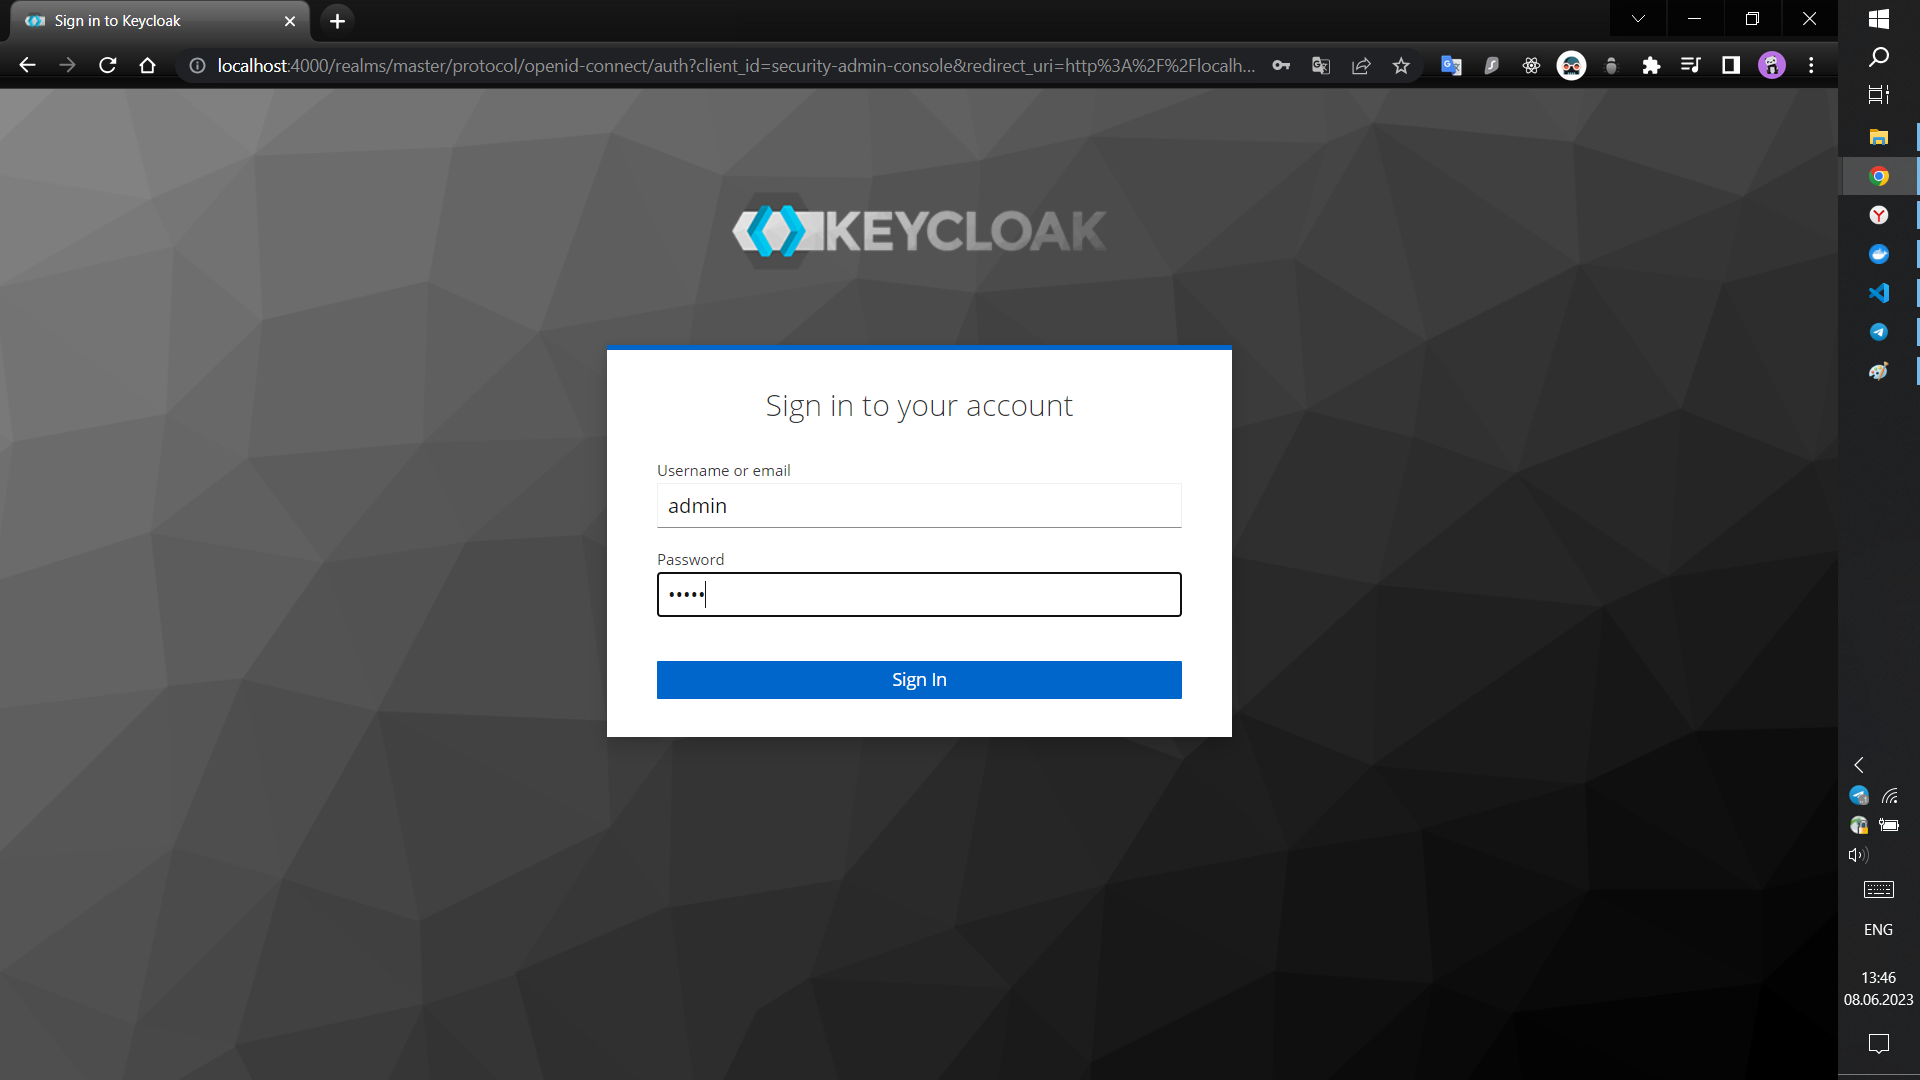 Sign in to Keycloak
localhost:4000/realms/master/protocol/openid-connect/auth?client_id=security-admin-console&redirect_uri=http%3A%2F%2Flocalh...
KEYCLOAK
Sign in to your account
Username or email
admin
Password
•••••
Sign In
ENG
13:46
08.06.2023